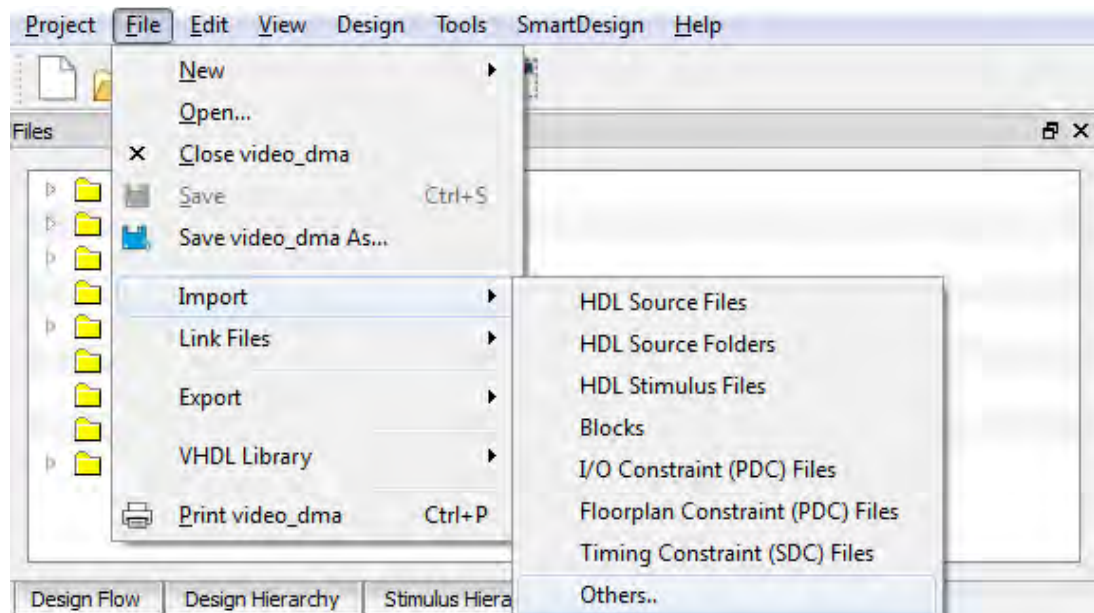 Project File Edit View Design Tools SmartDesign Help
New
Open...
Files
Close video_dma
Save Ctrl+S
Save video_dma As...
Import
HDL Source Files
Link Files
HDL Source Folders
HDL Stimulus Files
Export
Blocks
VHDL Library
I/O Constraint (PDC) Files
Print video_dma Ctrl+P
Floorplan Constraint (PDC) Files
Timing Constraint (SDC) Files
Others..
Design Flow Design Hierarchy Stimulus Hiera